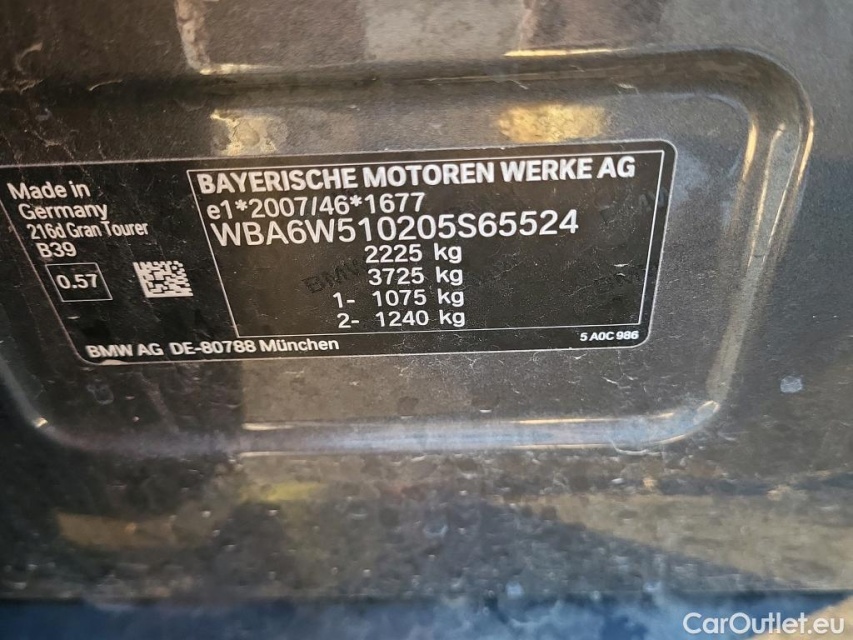 Made in
Germany
216d Gran Tourer
B39
0.57
BAYERISCHE MOTOREN WERKE AG
e1*2007/46*1677
WBA6W510205S65524
2225 kg
3725 kg
1- 1075 kg
2- 1240 kg
BMW AG DE-80788 München
5 A0C 986
CarOutlet.eu